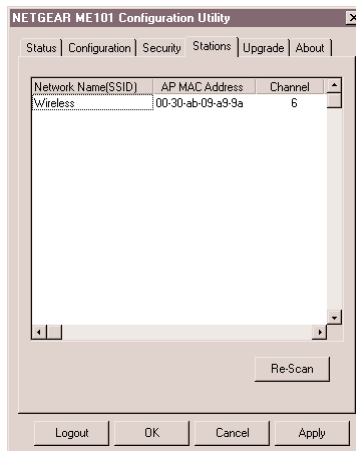 NETGEAR ME101 Configuration Utility
Status Configuration Security Stations Upgrade About
Network Name(SSID) AP MAC Address Channel
Wireless 00-30-ab-09-a9-9a 6
Re-Scan
Logout OK Cancel Apply